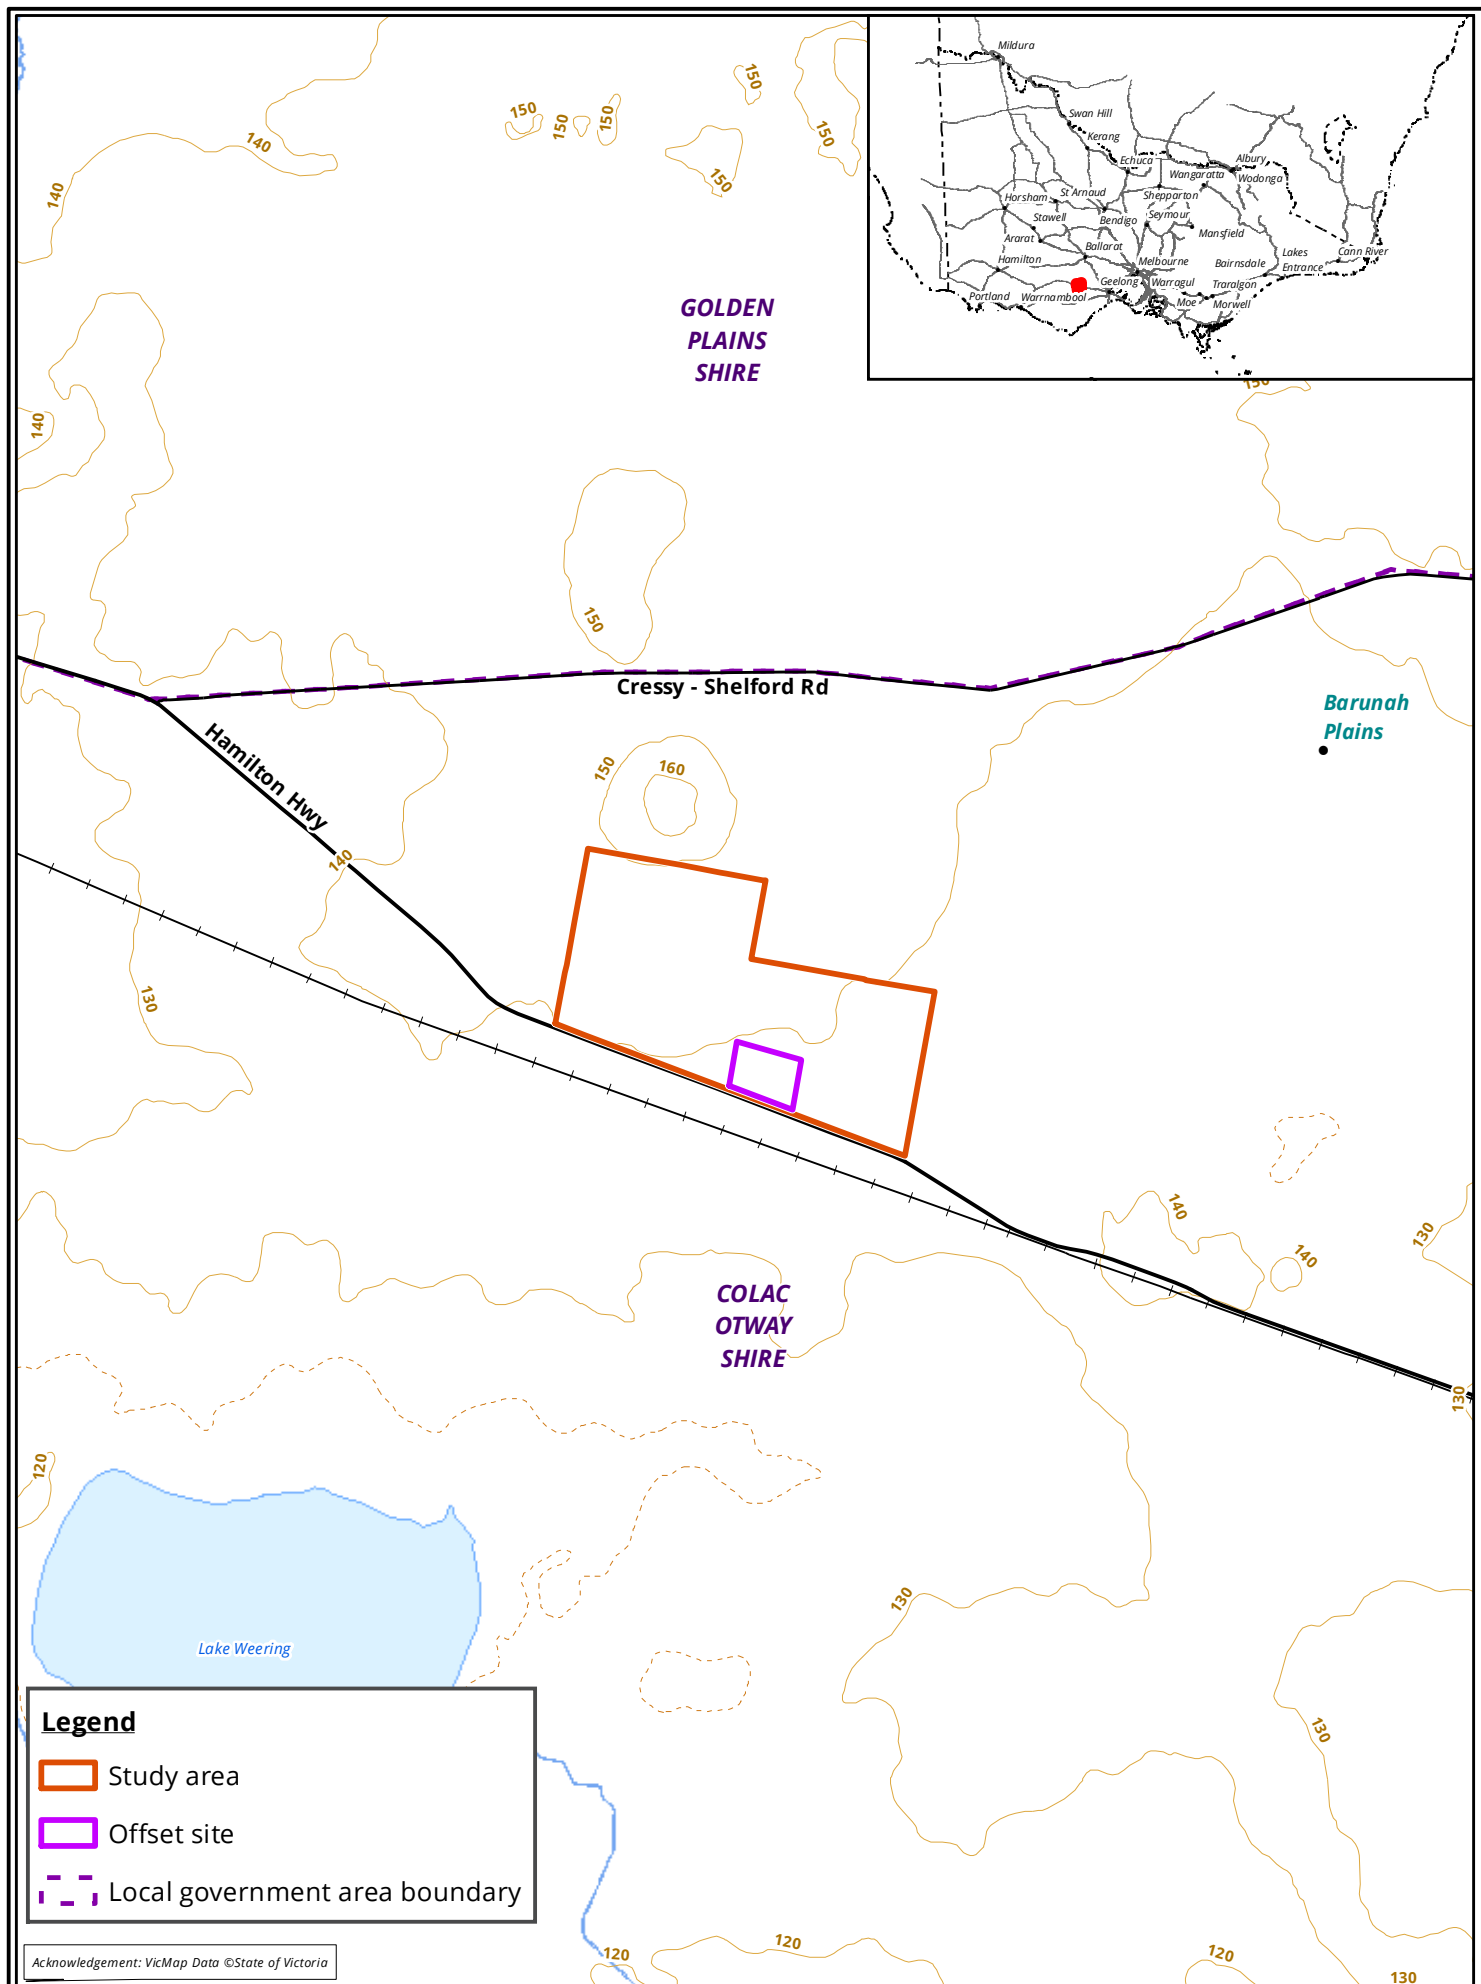 Mildura
Swan Hill
Kerang
Echuca
Albury
Wangaratta
Wodonga
Horsham
St Arnaud
Shepparton
Stawell
Bendigo
Seymour
Mansfield
Ararat
Ballarat
Hamilton
Melbourne
Bairnsdale
Lakes
Entrance
Cann River
Geelong
Warragul
Traralgon
Portland
Warrnambool
Moe
Morwell
150
150
150
150
150
150
140
140
140
150
GOLDEN
PLAINS
SHIRE
150
Cressy - Shelford Rd
Barunah
Plains
Hamilton Hwy
150
160
140
130
140
130
140
COLAC
OTWAY
SHIRE
130
120
130
Lake Weering
130
Legend
Study area
Offset site
Local government area boundary
120
120
120
130
Acknowledgement: VicMap Data ©State of Victoria